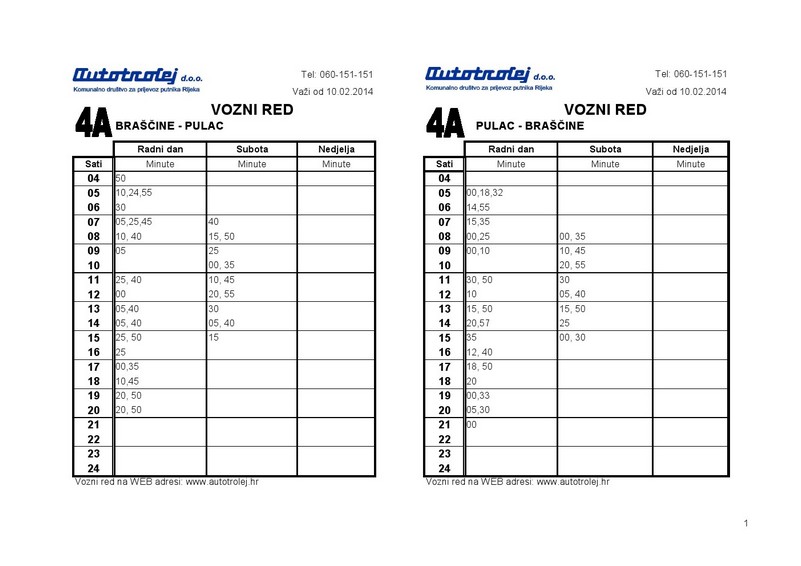 Autotrolej d.o.o.
Tel: 060-151-151
Komunalno društvo za prijevoz putnika Rijeka
Važi od 10.02.2014
VOZNI RED
4A BRAŠČINE - PULAC
Radni dan Subota Nedjelja
Sati Minute Minute Minute
04 50
05 10,24,55
06 30
07 05,25,45 40
08 10, 40 15, 50
09 05 25
10 00, 35
11 25, 40 10, 45
12 00 20, 55
13 05,40 30
14 05, 40 05, 40
15 25, 50 15
16 25
17 00,35
18 10,45
19 20, 50
20 20, 50
21
22
23
24
Vozni red na WEB adresi: www.autotrolej.hr
Autotrolej d.o.o.
Tel: 060-151-151
Komunalno društvo za prijevoz putnika Rijeka
Važi od 10.02.2014
VOZNI RED
4A PULAC - BRAŠČINE
Radni dan Subota Nedjelja
Sati Minute Minute Minute
04
05 00,18,32
06 14,55
07 15,35
08 00,25 00, 35
09 00,10 10, 45
10 20, 55
11 30, 50 30
12 10 05, 40
13 15, 50 15, 50
14 20,57 25
15 35 00, 30
16 12, 40
17 18, 50
18 20
19 00,33
20 05,30
21 00
22
23
24
Vozni red na WEB adresi: www.autotrolej.hr
1